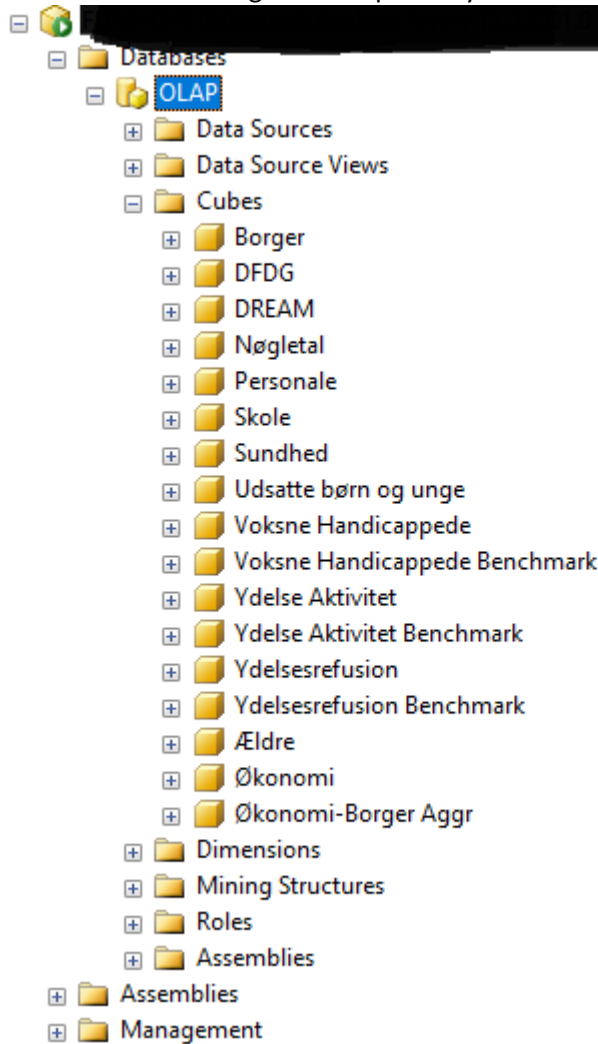 Databases
OLAP
Data Sources
Data Source Views
Cubes
Borger
DFDG
DREAM
Nøgletal
Personale
Skole
Sundhed
Udsatte børn og unge
Voksne Handicappede
Voksne Handicappede Benchmark
Ydelse Aktivitet
Ydelse Aktivitet Benchmark
Ydelsesrefusion
Ydelsesrefusion Benchmark
Ældre
Økonomi
Økonomi-Borger Aggr
Dimensions
Mining Structures
Roles
Assemblies
Assemblies
Management